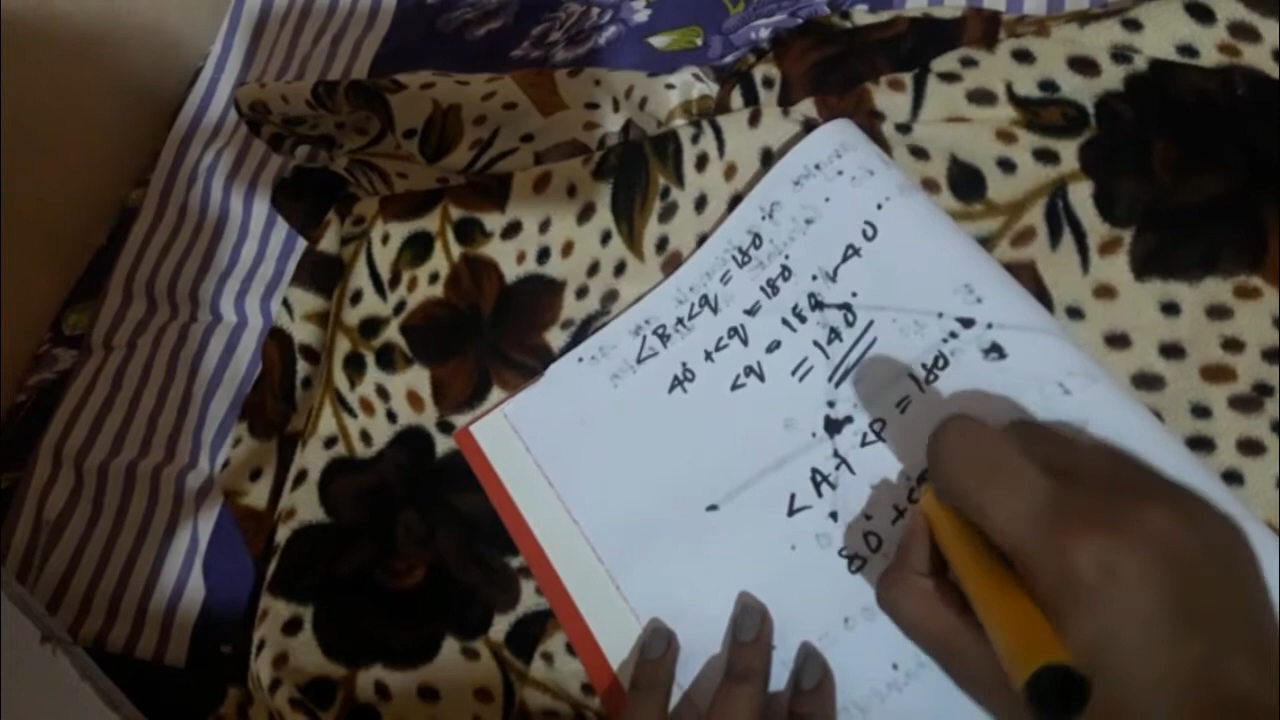 <B+<q = 180°
40°+<q = 180°
<q = 180°-40°
= 140°
<A+<P = 180°
80°+<